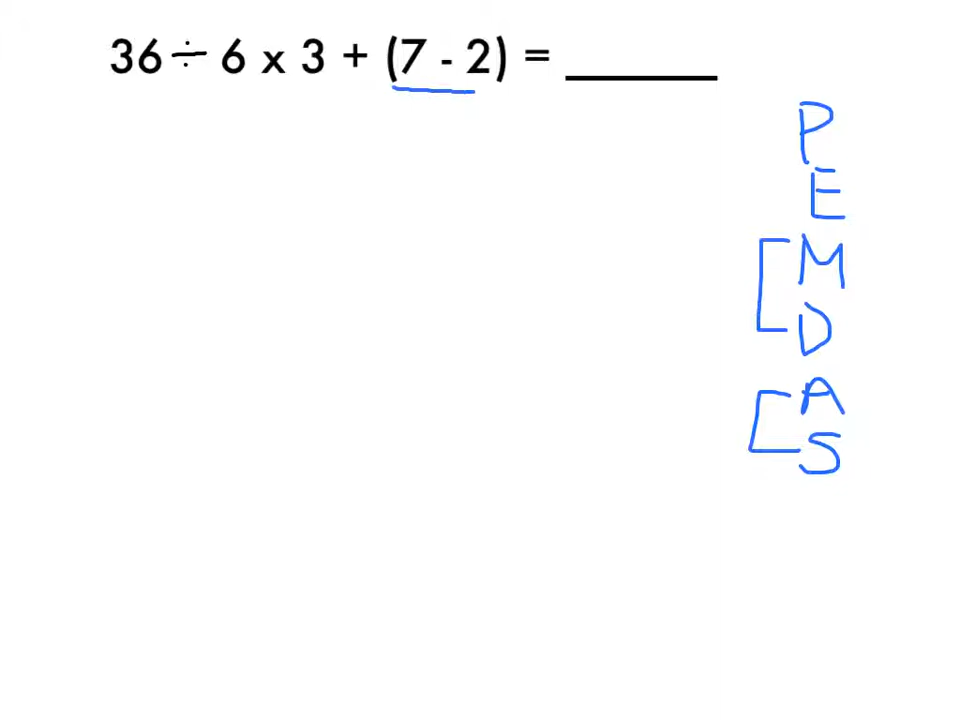 36 ÷ 6 x 3 + (7 - 2) = ______
P
E
M
D
A
S